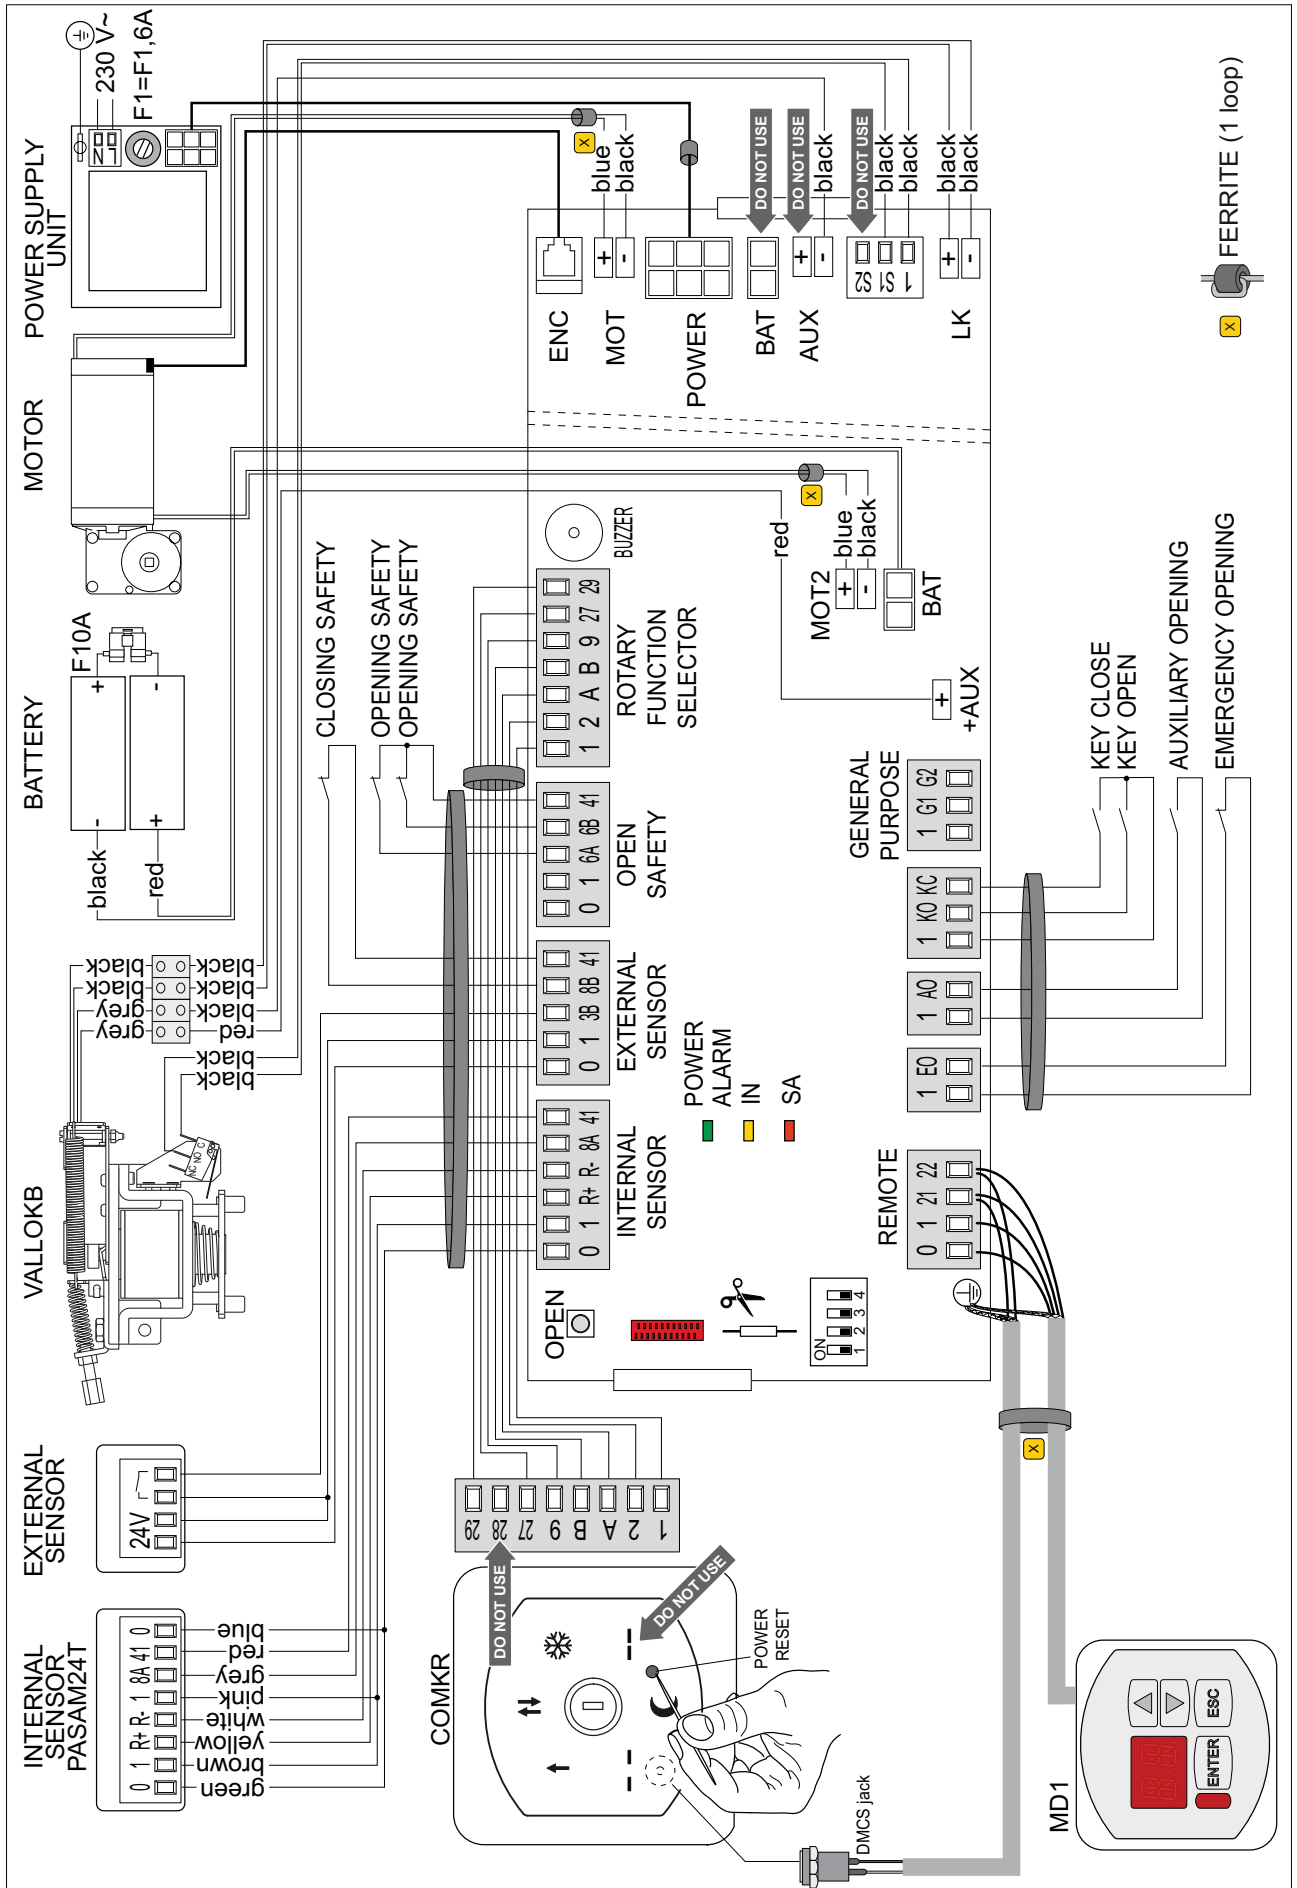 INTERNAL
SENSOR
PASAM24T
0 1 R+ R- 1 8A 41 0
green
brown
yellow
white
pink
grey
red
blue
EXTERNAL
SENSOR
24V
VALLOKB
NC NO C
grey
grey
black
black
red
black
black
black
black
black
BATTERY
black
red
- +
+ -
F10A
MOTOR
POWER SUPPLY
UNIT
N
L
230 V~
F1=F1,6A
CLOSING SAFETY
OPENING SAFETY
OPENING SAFETY
COMKR
DO NOT USE
DO NOT USE
POWER
RESET
DMCS jack
29
28
27
9
B
A
2
1
OPEN
0 1 R+ R- 8A 41
INTERNAL
SENSOR
0 1 3B 8B 41
EXTERNAL
SENSOR
0 1 6A 6B 41
OPEN
SAFETY
1 2 A B 9 27 29
ROTARY
FUNCTION
SELECTOR
BUZZER
POWER
ALARM
IN
SA
ON
1 2 3 4
REMOTE
0 1 21 22
1 EO
1 AO
1 KO KC
GENERAL
PURPOSE
1 G1 G2
+
+AUX
red
MOT2
+
-
blue
black
BAT
X
ENC
MOT
+
-
blue
black
X
POWER
BAT
DO NOT USE
AUX
+
-
DO NOT USE
black
1 S1 S2
DO NOT USE
black
black
LK
+
-
black
black
KEY CLOSE
KEY OPEN
AUXILIARY OPENING
EMERGENCY OPENING
X
FERRITE (1 loop)
X
MD1
ENTER
ESC